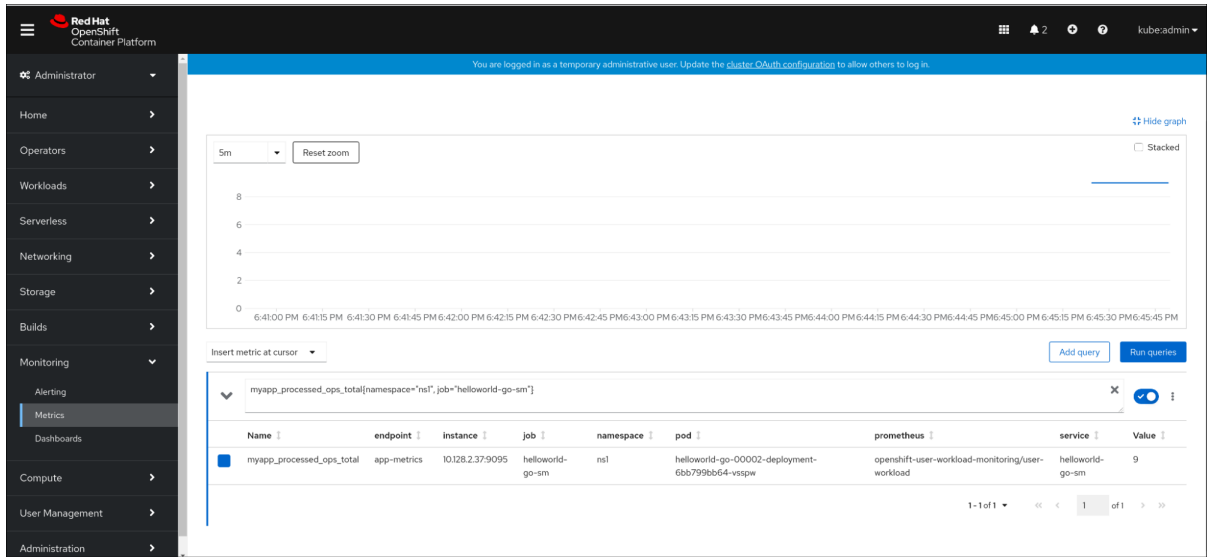 Red Hat
OpenShift
Container Platform
2
kube:admin
Administrator
You are logged in as a temporary administrative user. Update the cluster OAuth configuration to allow others to log in.
Home
Operators
Workloads
Serverless
Networking
Storage
Builds
Monitoring
Alerting
Metrics
Dashboards
Compute
User Management
Administration
Hide graph
5m
Reset zoom
Stacked
8
6
4
2
0
6:41:00 PM 6:41:15 PM 6:41:30 PM 6:41:45 PM 6:42:00 PM 6:42:15 PM 6:42:30 PM 6:42:45 PM 6:43:00 PM 6:43:15 PM 6:43:30 PM 6:43:45 PM 6:44:00 PM 6:44:15 PM 6:44:30 PM 6:44:45 PM 6:45:00 PM 6:45:15 PM 6:45:30 PM 6:45:45 PM
Insert metric at cursor
Add query
Run queries
myapp_processed_ops_total{namespace="ns1", job="helloworld-go-sm"}
Name endpoint instance job namespace pod prometheus service Value
myapp_processed_ops_total app-metrics 10.128.2.37:9095 helloworld- ns1 helloworld-go-00002-deployment- openshift-user-workload-monitoring/user- helloworld- 9
go-sm 6bb799bb64-vsspw workload go-sm
1 - 1 of 1
1 of 1